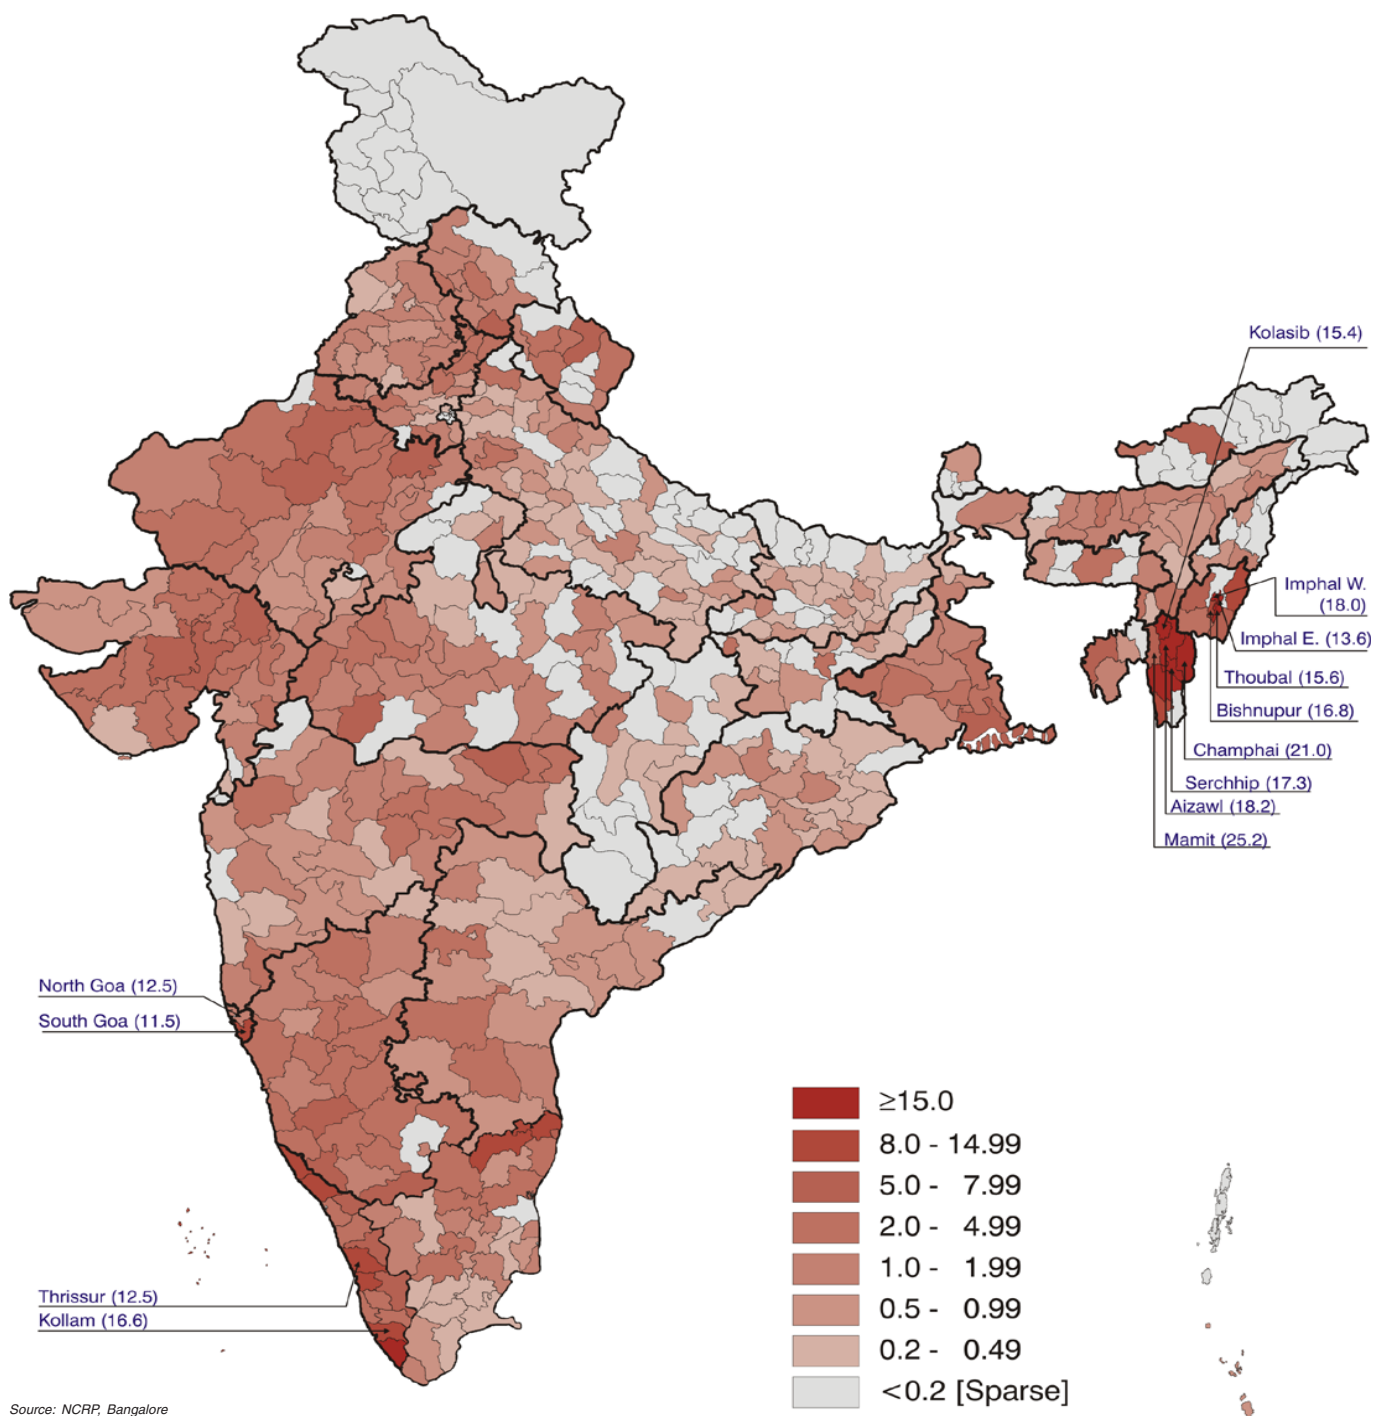 Kolasib (15.4)
Imphal W.
(18.0)
Imphal E. (13.6)
Thoubal (15.6)
Bishnupur (16.8)
Champhai (21.0)
Serchhip (17.3)
Aizawl (18.2)
Mamit (25.2)
North Goa (12.5)
South Goa (11.5)
≥15.0
8.0 - 14.99
5.0 - 7.99
2.0 - 4.99
1.0 - 1.99
0.5 - 0.99
0.2 - 0.49
<0.2 [Sparse]
Thrissur (12.5)
Kollam (16.6)
Source: NCRP, Bangalore